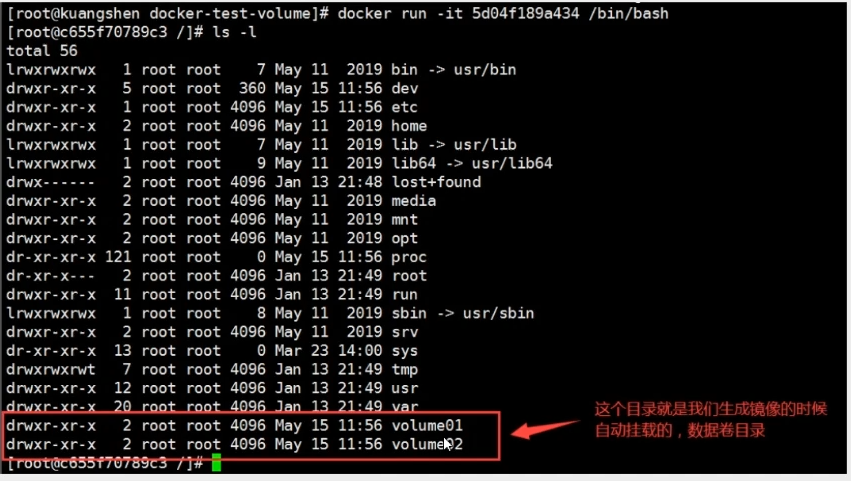 [root@kuangshen docker-test-volume]# docker run -it 5d04f189a434 /bin/bash
[root@c655f70789c3 /]# ls -l
total 56
lrwxrwxrwx   1 root root    7 May 11  2019 bin -> usr/bin
drwxr-xr-x   5 root root  360 May 15 11:56 dev
drwxr-xr-x   1 root root 4096 May 15 11:56 etc
drwxr-xr-x   2 root root 4096 May 11  2019 home
lrwxrwxrwx   1 root root    7 May 11  2019 lib -> usr/lib
lrwxrwxrwx   1 root root    9 May 11  2019 lib64 -> usr/lib64
drwx------   2 root root 4096 Jan 13 21:48 lost+found
drwxr-xr-x   2 root root 4096 May 11  2019 media
drwxr-xr-x   2 root root 4096 May 11  2019 mnt
drwxr-xr-x   2 root root 4096 May 11  2019 opt
dr-xr-xr-x 121 root root    0 May 15 11:56 proc
dr-xr-x---   2 root root 4096 Jan 13 21:49 root
drwxr-xr-x  11 root root 4096 Jan 13 21:49 run
lrwxrwxrwx   1 root root    8 May 11  2019 sbin -> usr/sbin
drwxr-xr-x   2 root root 4096 May 11  2019 srv
dr-xr-xr-x  13 root root    0 Mar 23 14:00 sys
drwxrwxrwt   7 root root 4096 Jan 13 21:49 tmp
drwxr-xr-x  12 root root 4096 Jan 13 21:49 usr
drwxr-xr-x  20 root root 4096 Jan 13 21:49 var
drwxr-xr-x   2 root root 4096 May 15 11:56 volume01
drwxr-xr-x   2 root root 4096 May 15 11:56 volume02
[root@c655f70789c3 /]#
这个目录就是我们生成镜像的时候
自动挂载的，数据卷目录